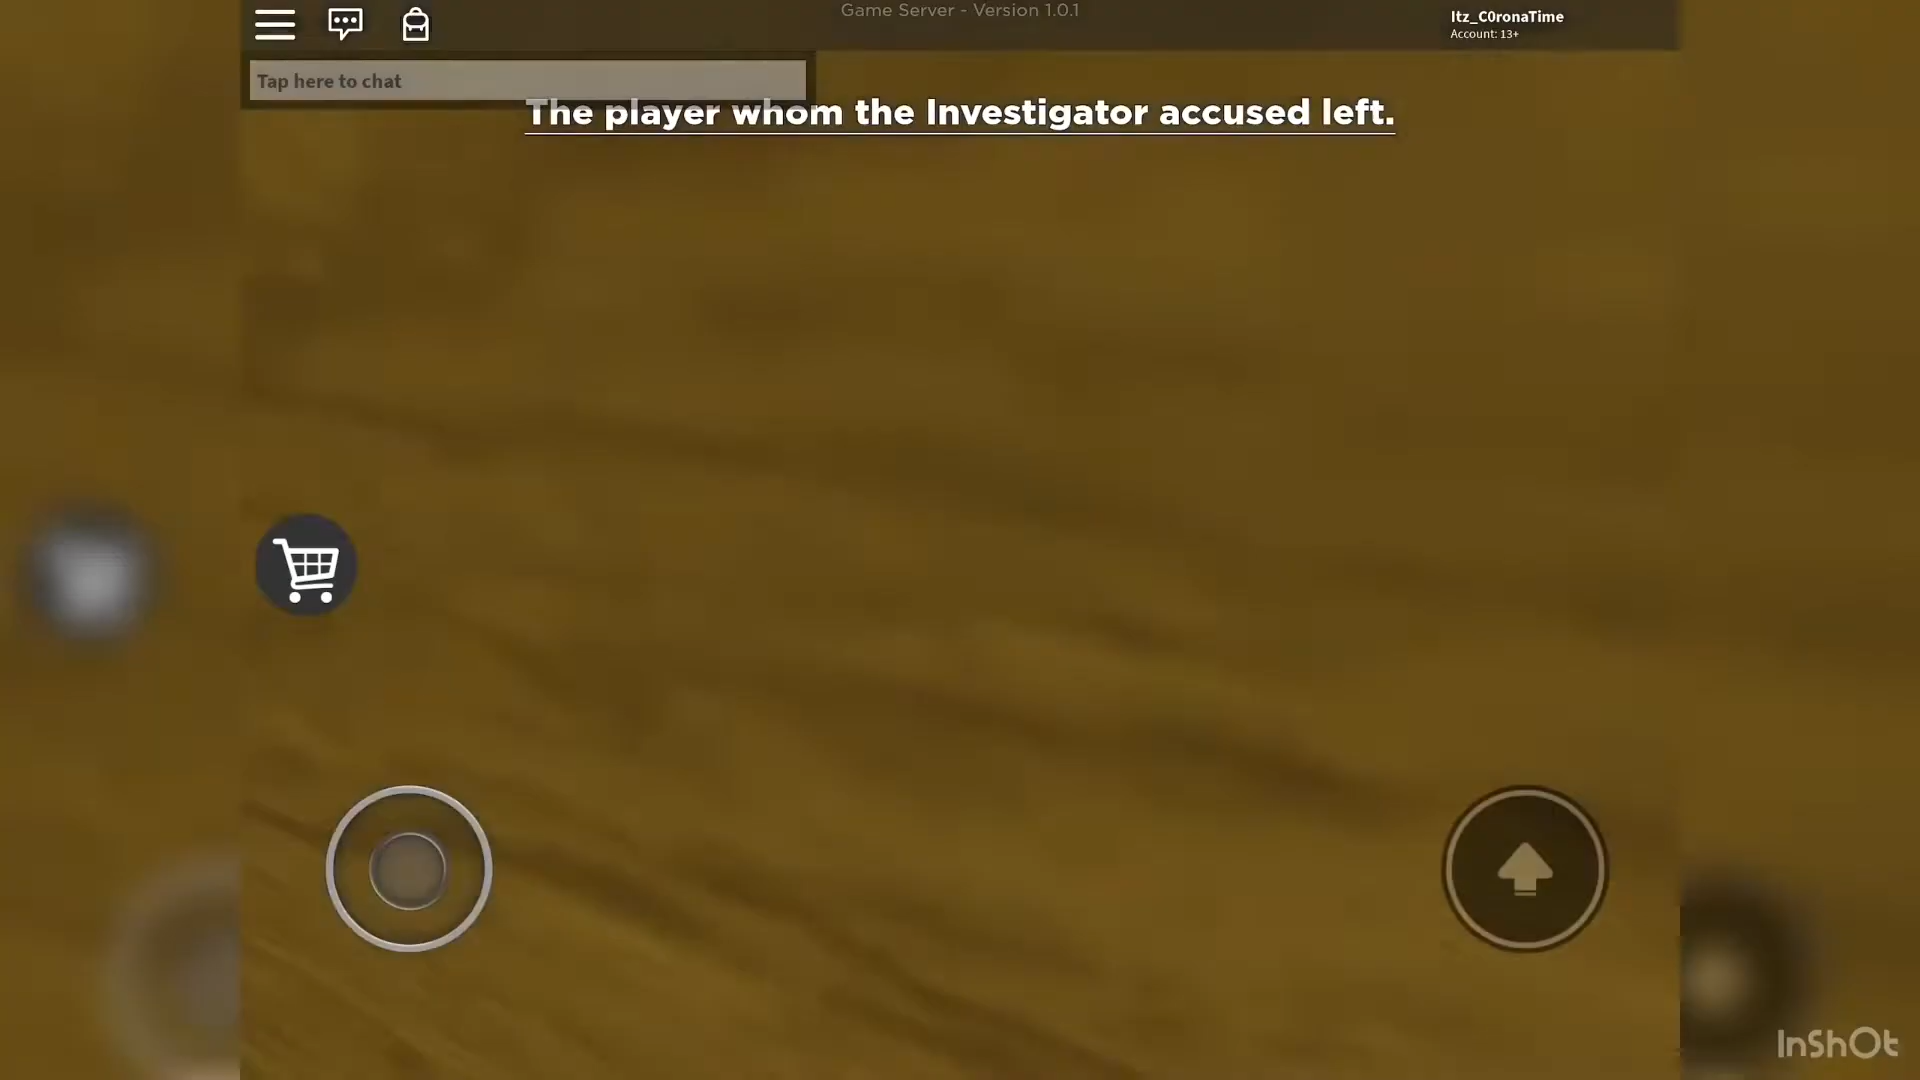 Game Server - Version 1.0.1
Itz_C0ronaTime
Account: 13+
Tap here to chat
The player whom the Investigator accused left.
InShOt